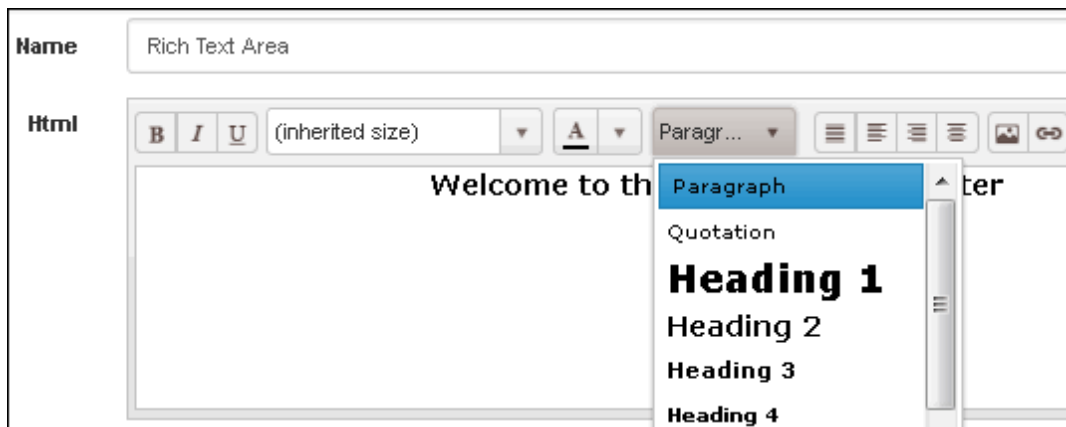 Name
Rich Text Area
Html
B I U (inherited size) A Paragr...
Welcome to th ter
Paragraph
Quotation
Heading 1
Heading 2
Heading 3
Heading 4